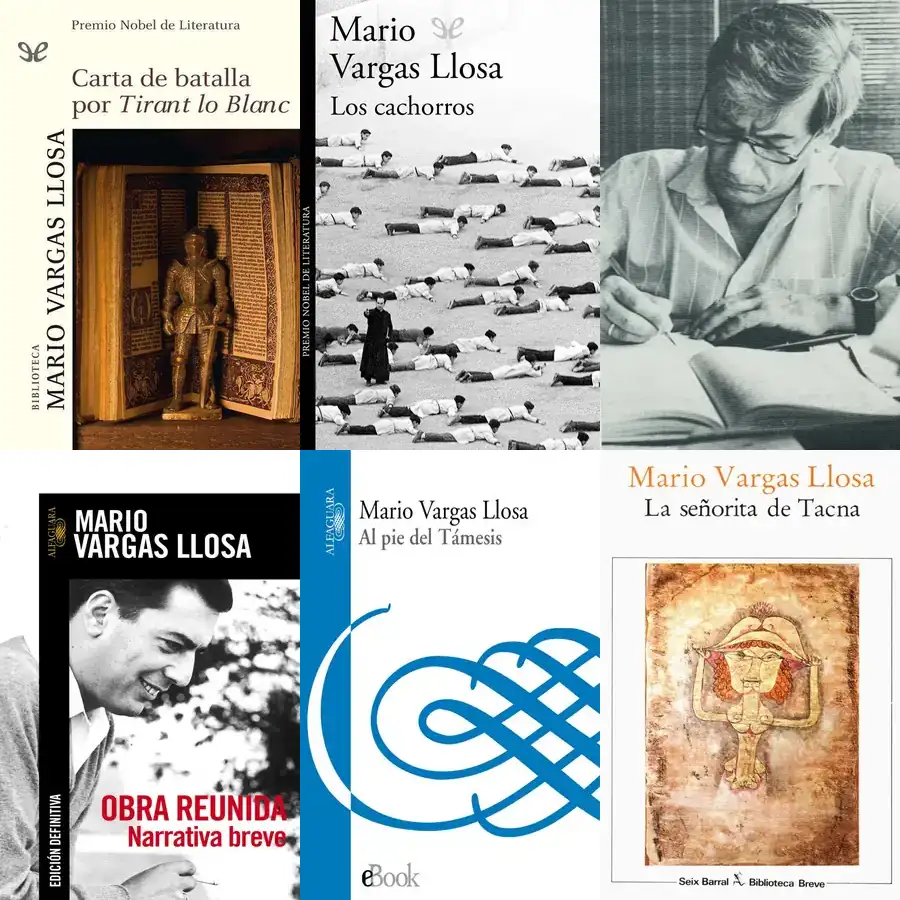 Premio Nobel de Literatura
Carta de batalla
por Tirant lo Blanc
BIBLIOTECA
MARIO VARGAS LLOSA
Mario
Vargas Llosa
Los cachorros
PREMIO NOBEL DE LITERATURA
ALFAGUARA
MARIO
VARGAS LLOSA
OBRA REUNIDA
Narrativa breve
EDICIÓN DEFINITIVA
ALFAGUARA
Mario Vargas Llosa
Al pie del Támesis
eBook
Mario Vargas Llosa
La señorita de Tacna
Seix Barral Biblioteca Breve